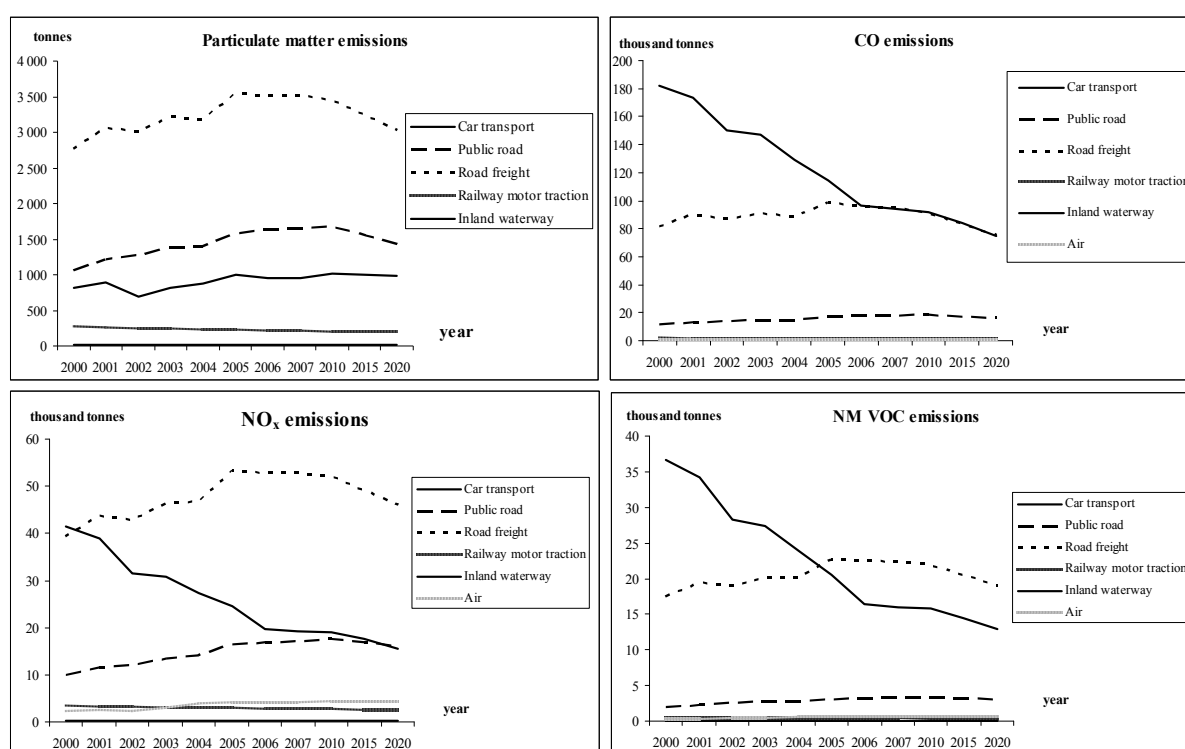 tonnes
Particulate matter emissions
4 000
3 500
3 000
2 500
2 000
1 500
1 000
500
0
2000 2001 2002 2003 2004 2005 2006 2007 2010 2015 2020
year
Car transport
Public road
Road freight
Railway motor traction
Inland waterway
thousand tonnes
CO emissions
200
180
160
140
120
100
80
60
40
20
0
2000 2001 2002 2003 2004 2005 2006 2007 2010 2015 2020
year
Car transport
Public road
Road freight
Railway motor traction
Inland waterway
Air
thousand tonnes
NOx emissions
60
50
40
30
20
10
0
2000 2001 2002 2003 2004 2005 2006 2007 2010 2015 2020
year
Car transport
Public road
Road freight
Railway motor traction
Inland waterway
Air
thousand tonnes
NM VOC emissions
40
35
30
25
20
15
10
5
0
2000 2001 2002 2003 2004 2005 2006 2007 2010 2015 2020
year
Car transport
Public road
Road freight
Railway motor traction
Inland waterway
Air